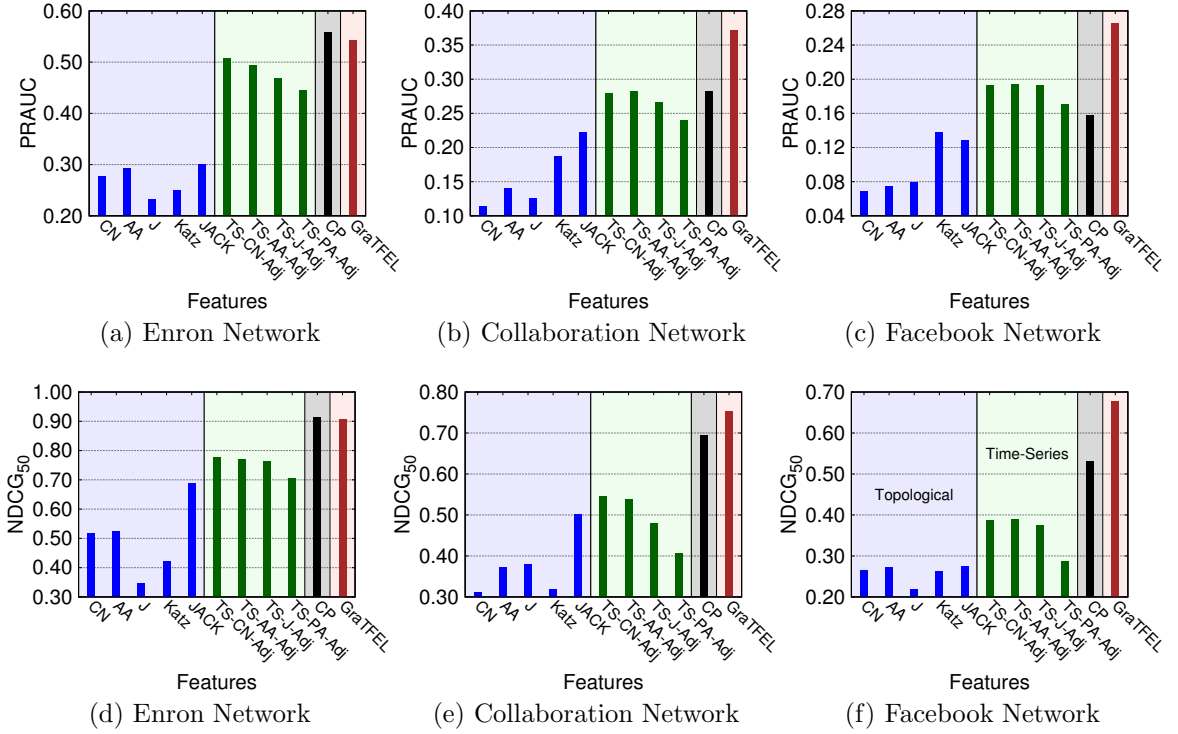 PRAUC
0.60
0.50
0.40
0.30
0.20
CN
AA
J
Katz
JACK
TS-CN-Adj
TS-AA-Adj
TS-J-Adj
TS-PA-Adj
CP
GraTFEL
Features
(a) Enron Network
PRAUC
0.40
0.35
0.30
0.25
0.20
0.15
0.10
CN
AA
J
Katz
JACK
TS-CN-Adj
TS-AA-Adj
TS-J-Adj
TS-PA-Adj
CP
GraTFEL
Features
(b) Collaboration Network
PRAUC
0.28
0.24
0.20
0.16
0.12
0.08
0.04
CN
AA
J
Katz
JACK
TS-CN-Adj
TS-AA-Adj
TS-J-Adj
TS-PA-Adj
CP
GraTFEL
Features
(c) Facebook Network
NDCG50
1.00
0.90
0.80
0.70
0.60
0.50
0.40
0.30
CN
AA
J
Katz
JACK
TS-CN-Adj
TS-AA-Adj
TS-J-Adj
TS-PA-Adj
CP
GraTFEL
Features
(d) Enron Network
NDCG50
0.80
0.70
0.60
0.50
0.40
0.30
CN
AA
J
Katz
JACK
TS-CN-Adj
TS-AA-Adj
TS-J-Adj
TS-PA-Adj
CP
GraTFEL
Features
(e) Collaboration Network
NDCG50
0.70
0.60
0.50
0.40
0.30
0.20
Time-Series
Topological
CN
AA
J
Katz
JACK
TS-CN-Adj
TS-AA-Adj
TS-J-Adj
TS-PA-Adj
CP
GraTFEL
Features
(f) Facebook Network